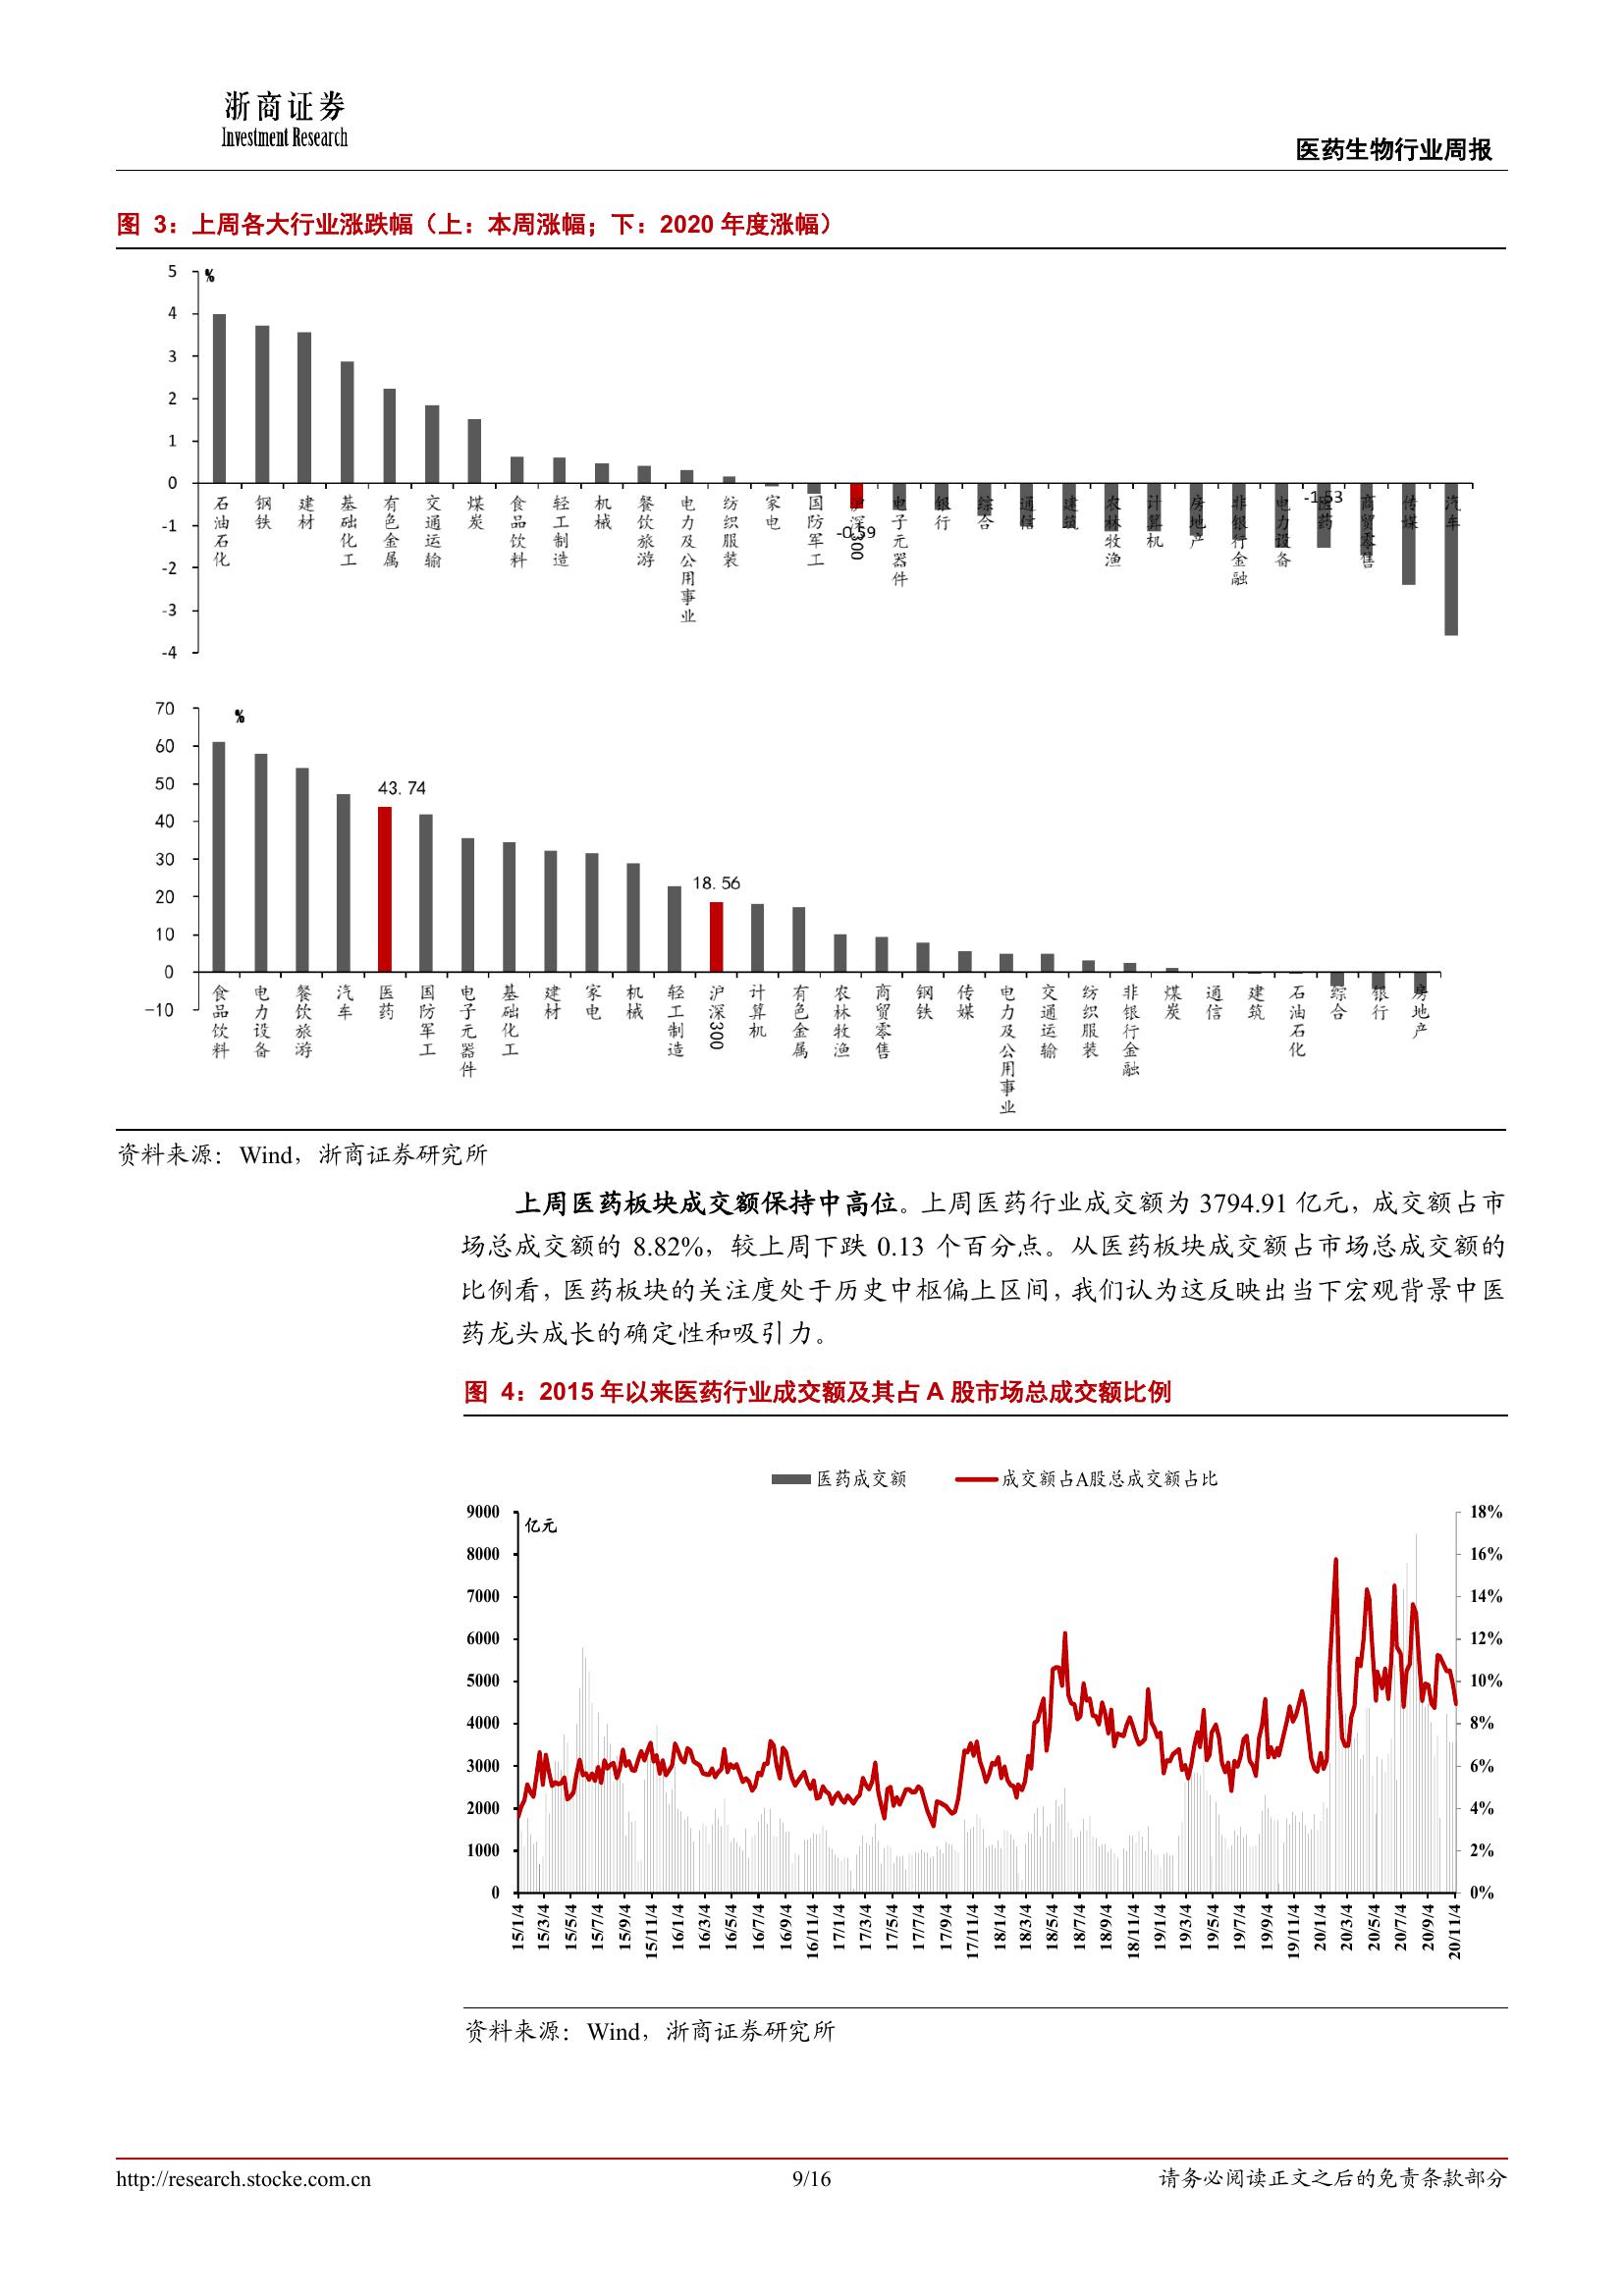 浙商证券
Investment Research
医药生物行业周报
图 3：上周各大行业涨跌幅（上：本周涨幅；下：2020 年度涨幅）
%
5
4
3
2
1
0
-1
-2
-3
-4
石油石化
钢铁
建材
基础化工
有色金属
交通运输
煤炭
食品饮料
轻工制造
机械
餐饮旅游
电力及公用事业
纺织服装
家电
国防军工
沪深300
-0.59
电子元器件
银行
综合
通信
建筑
农林牧渔
计算机
房地产
非银行金融
电力设备
医药
-1.53
商贸零售
传媒
汽车
%
70
60
50
40
30
20
10
0
-10
43.74
18.56
食品饮料
电力设备
餐饮旅游
汽车
医药
国防军工
电子元器件
基础化工
建材
家电
机械
轻工制造
沪深300
计算机
有色金属
农林牧渔
商贸零售
钢铁
传媒
电力及公用事业
交通运输
纺织服装
非银行金融
煤炭
通信
建筑
石油石化
综合
银行
房地产
资料来源：Wind，浙商证券研究所
上周医药板块成交额保持中高位。上周医药行业成交额为 3794.91 亿元，成交额占市
场总成交额的 8.82%，较上周下跌 0.13 个百分点。从医药板块成交额占市场总成交额的
比例看，医药板块的关注度处于历史中枢偏上区间，我们认为这反映出当下宏观背景中医
药龙头成长的确定性和吸引力。
图 4：2015 年以来医药行业成交额及其占 A 股市场总成交额比例
医药成交额
成交额占A股总成交额占比
亿元
9000
8000
7000
6000
5000
4000
3000
2000
1000
0
18%
16%
14%
12%
10%
8%
6%
4%
2%
0%
15/1/4
15/3/4
15/5/4
15/7/4
15/9/4
15/11/4
16/1/4
16/3/4
16/5/4
16/7/4
16/9/4
16/11/4
17/1/4
17/3/4
17/5/4
17/7/4
17/9/4
17/11/4
18/1/4
18/3/4
18/5/4
18/7/4
18/9/4
18/11/4
19/1/4
19/3/4
19/5/4
19/7/4
19/9/4
19/11/4
20/1/4
20/3/4
20/5/4
20/7/4
20/9/4
20/11/4
资料来源：Wind，浙商证券研究所
http://research.stocke.com.cn
9/16
请务必阅读正文之后的免责条款部分